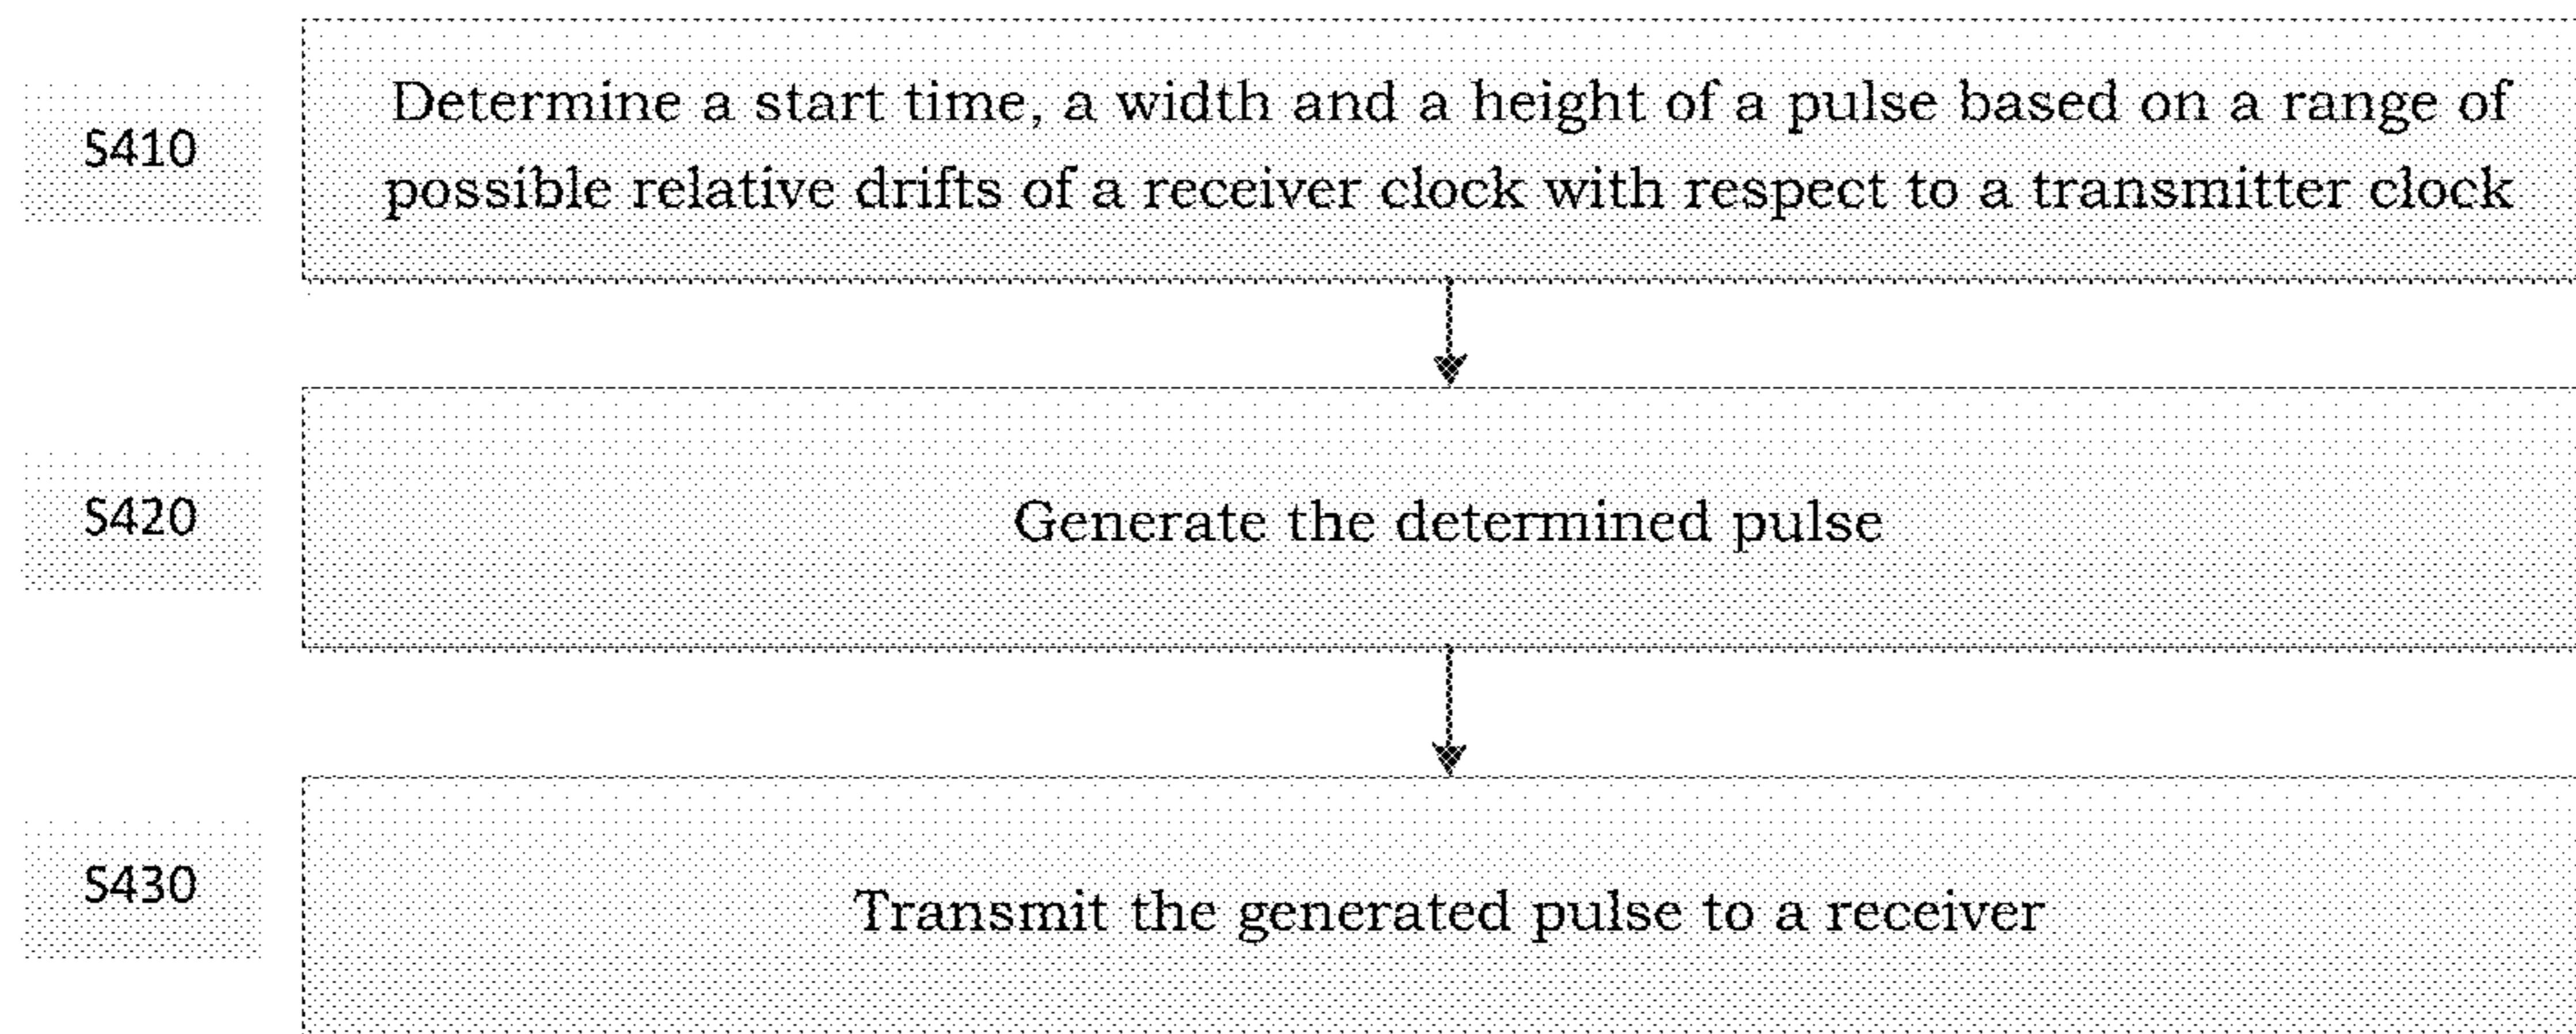 S410
Determine a start time, a width and a height of a pulse based on a range of
possible relative drifts of a receiver clock with respect to a transmitter clock
S420
Generate the determined pulse
S430
Transmit the generated pulse to a receiver